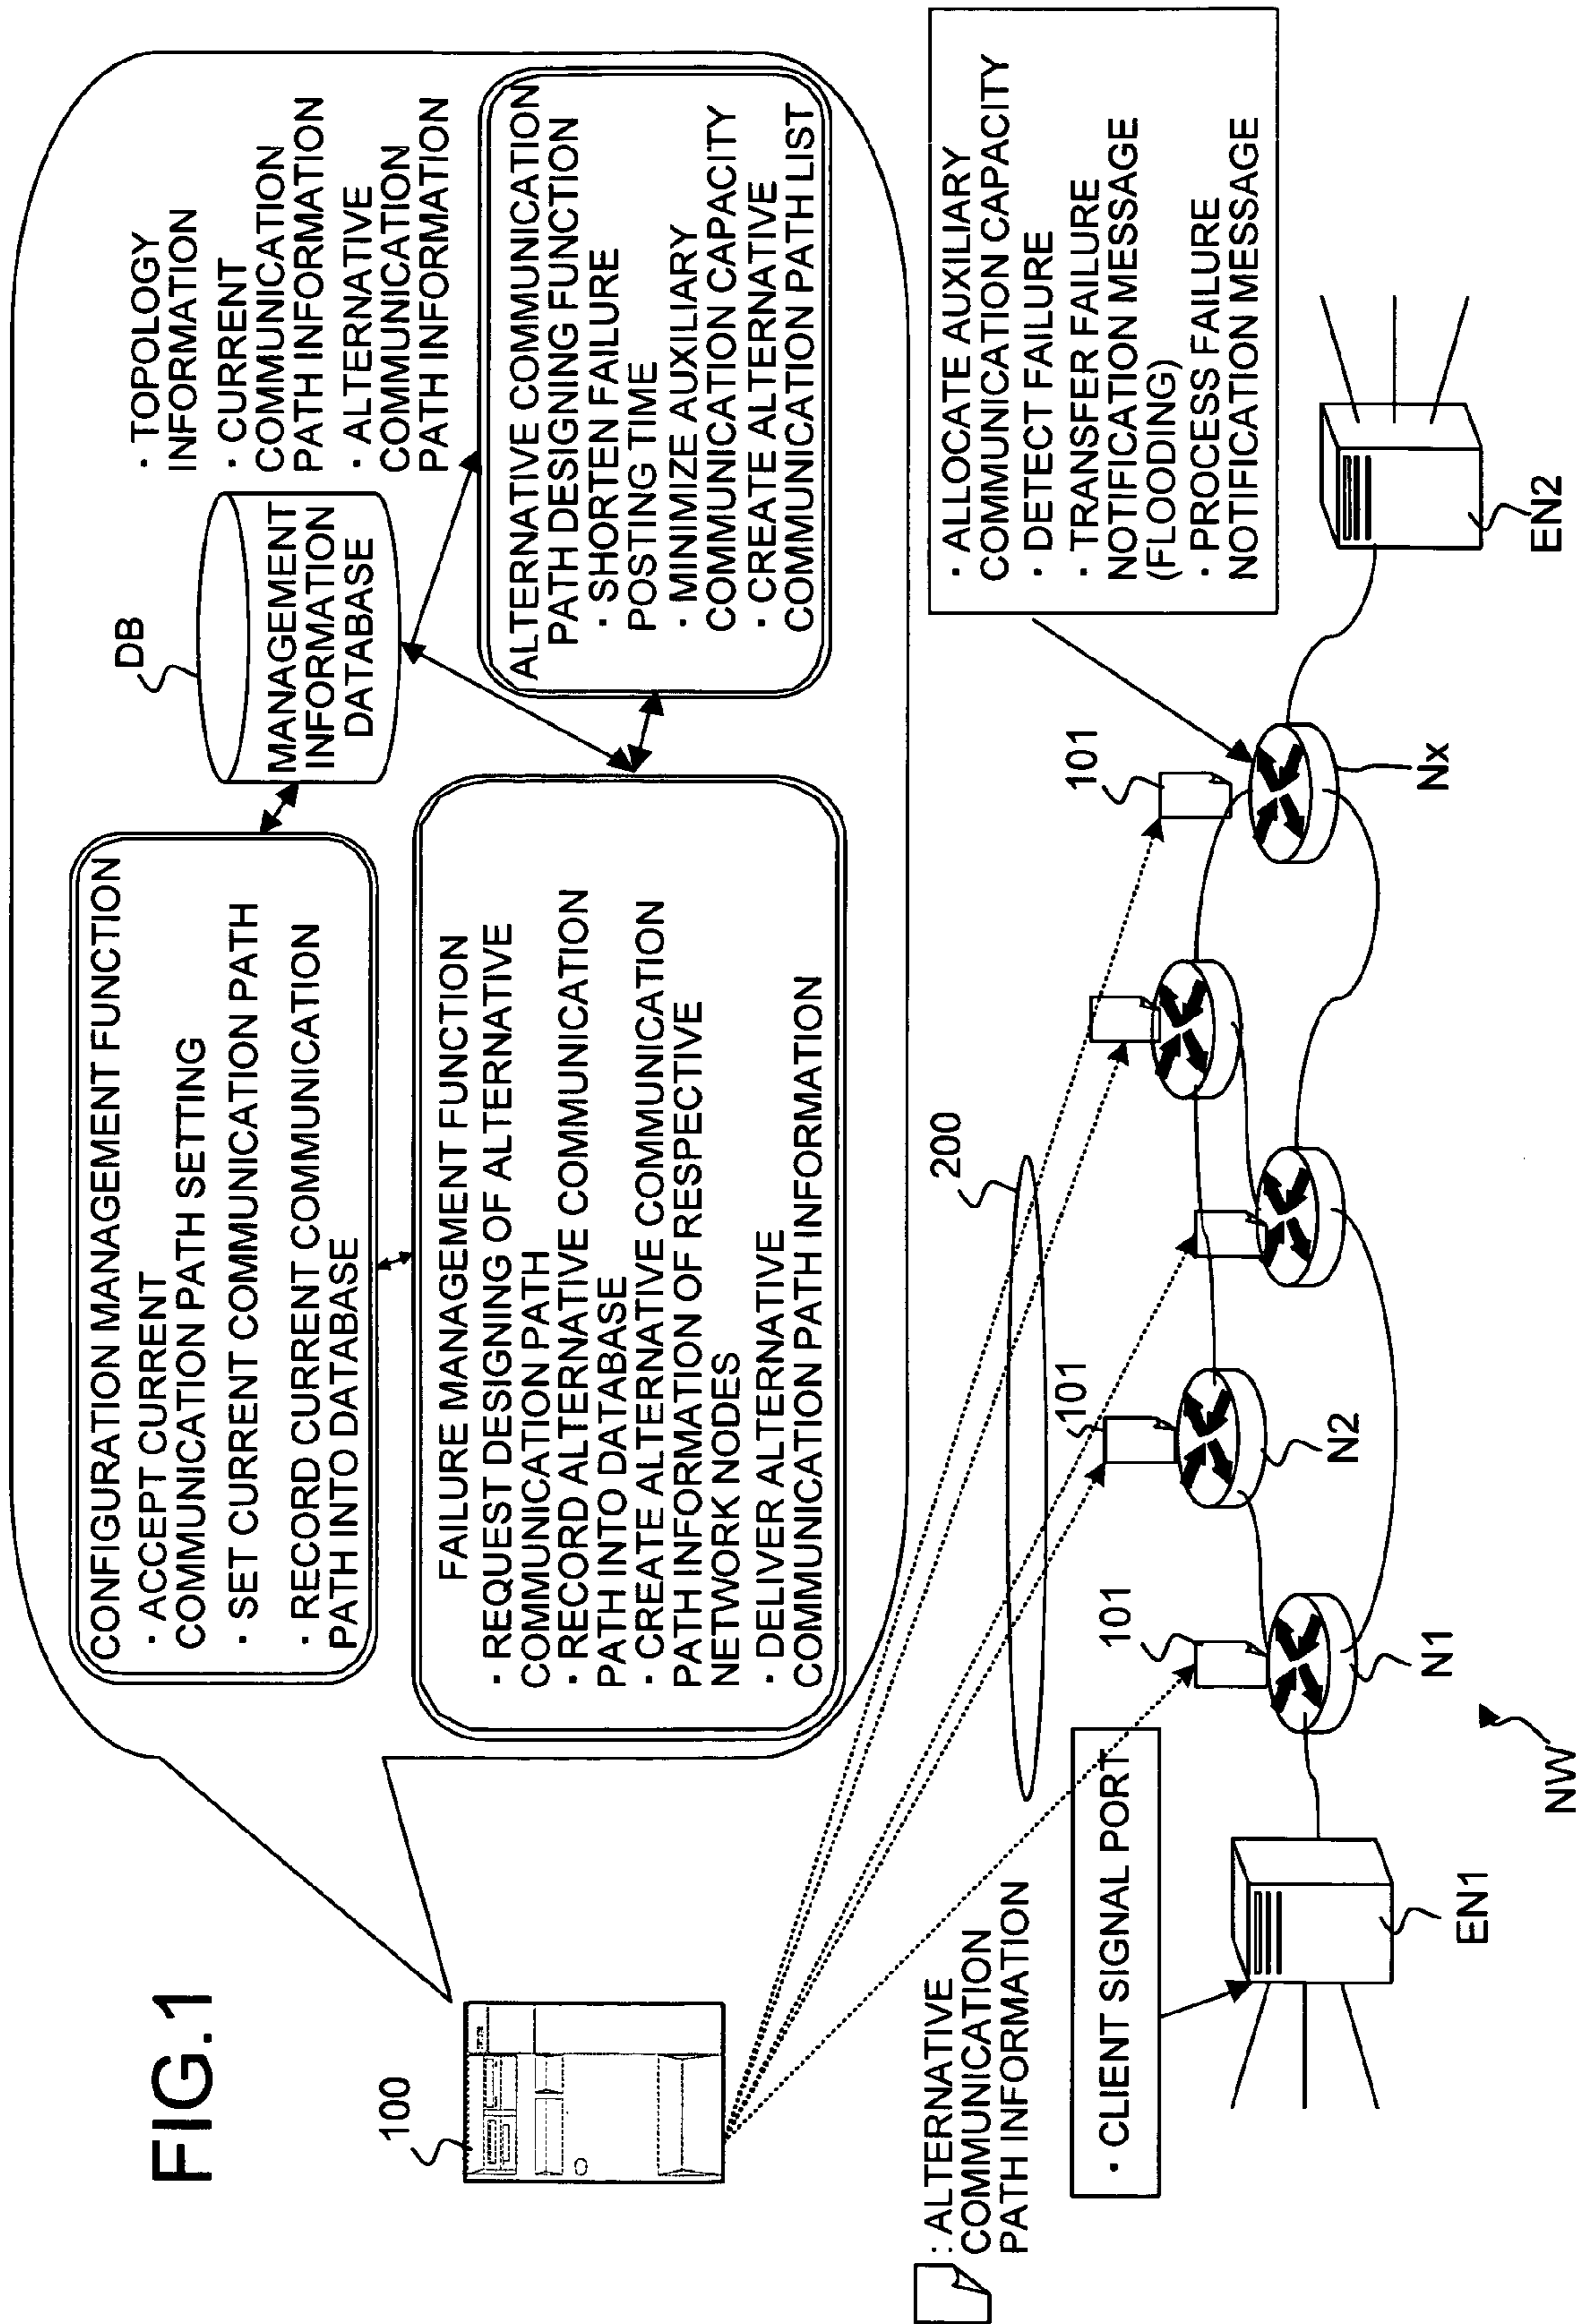 FIG.1
100
CONFIGURATION MANAGEMENT FUNCTION
· ACCEPT CURRENT
COMMUNICATION PATH SETTING
· SET CURRENT COMMUNICATION PATH
· RECORD CURRENT COMMUNICATION
PATH INTO DATABASE
DB
MANAGEMENT
INFORMATION
DATABASE
· TOPOLOGY
INFORMATION
· CURRENT
COMMUNICATION
PATH INFORMATION
· ALTERNATIVE
COMMUNICATION
PATH INFORMATION
FAILURE MANAGEMENT FUNCTION
· REQUEST DESIGNING OF ALTERNATIVE
COMMUNICATION PATH
· RECORD ALTERNATIVE COMMUNICATION
PATH INTO DATABASE
· CREATE ALTERNATIVE COMMUNICATION
PATH INFORMATION OF RESPECTIVE
NETWORK NODES
· DELIVER ALTERNATIVE
COMMUNICATION PATH INFORMATION
ALTERNATIVE COMMUNICATION
PATH DESIGNING FUNCTION
· SHORTEN FAILURE
POSTING TIME
· MINIMIZE AUXILIARY
COMMUNICATION CAPACITY
· CREATE ALTERNATIVE
COMMUNICATION PATH LIST
: ALTERNATIVE
COMMUNICATION
PATH INFORMATION
200
· ALLOCATE AUXILIARY
COMMUNICATION CAPACITY
· DETECT FAILURE
· TRANSFER FAILURE
NOTIFICATION MESSAGE
(FLOODING)
· PROCESS FAILURE
NOTIFICATION MESSAGE
· CLIENT SIGNAL PORT
101
101
101
EN1
N1
N2
Nx
EN2
NW